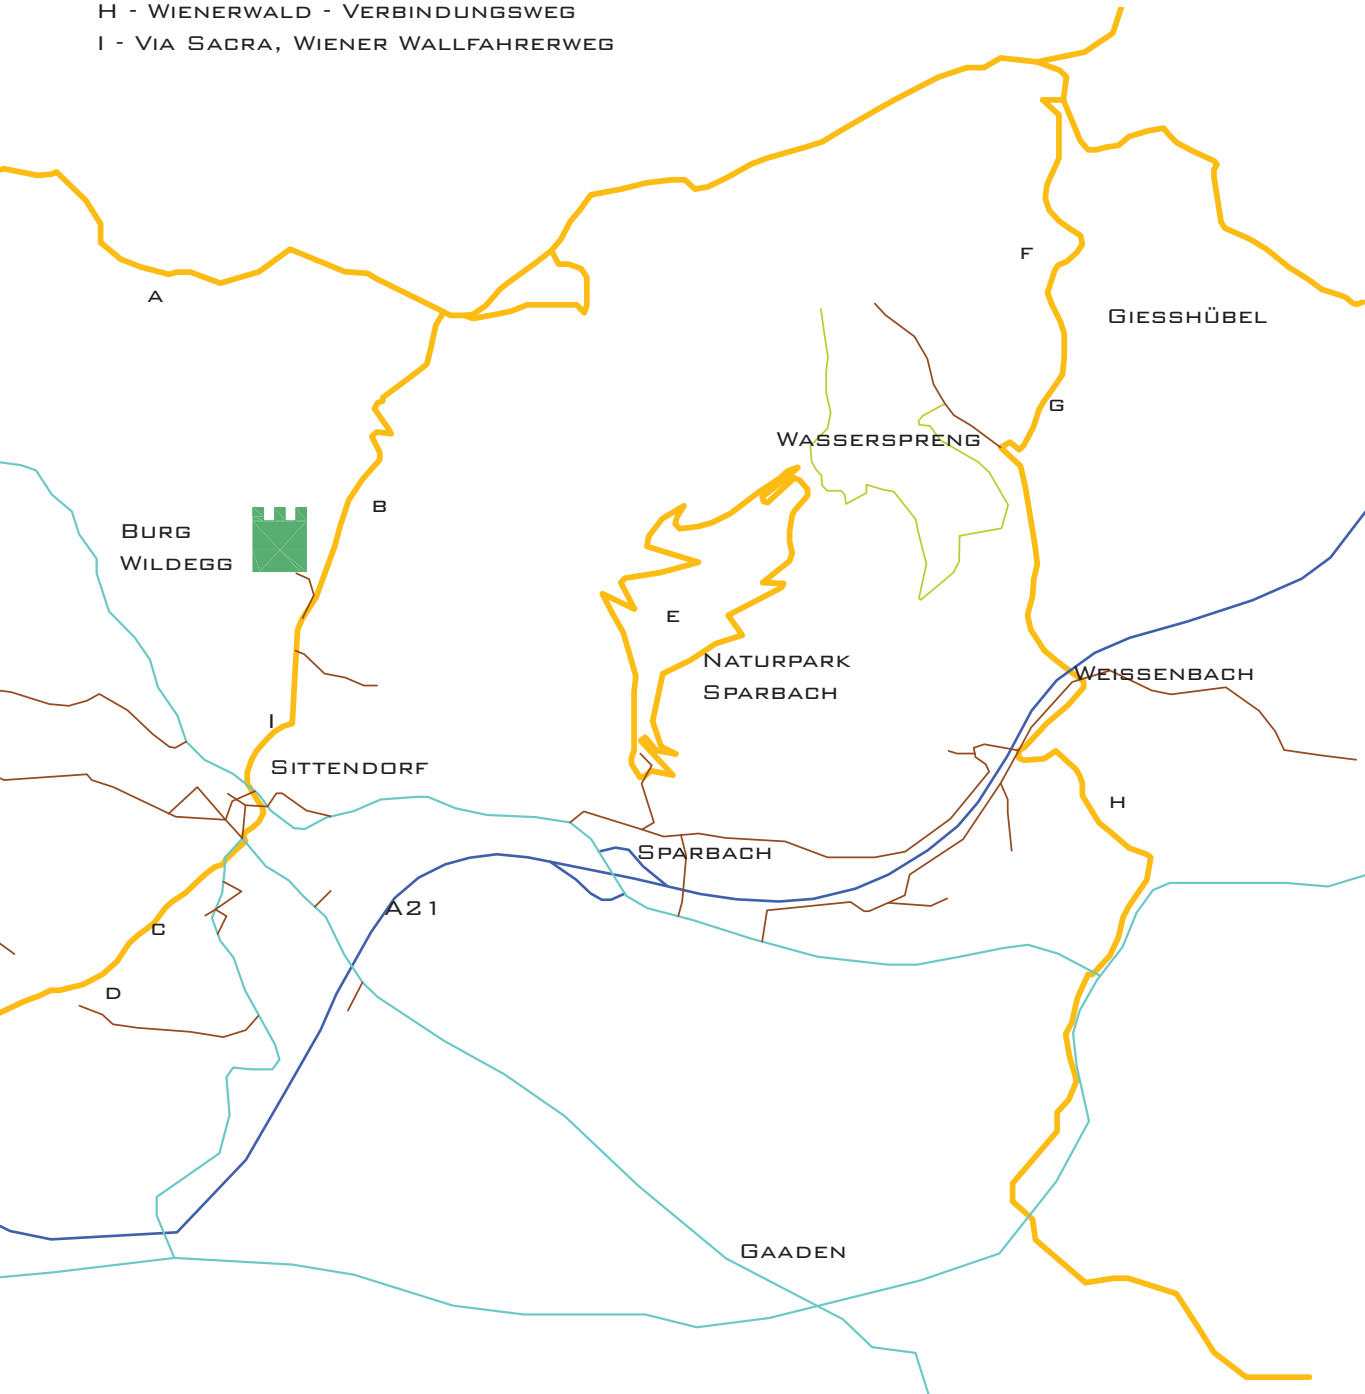 H - Wienerwald - Verbindungsweg
I - Via Sacra, Wiener Wallfahrerweg
A
F
Giesshübel
G
Wasserspreng
B
Burg
Wildegg
E
Naturpark
Sparbach
Weissenbach
I
Sittendorf
H
Sparbach
A21
C
D
Gaaden